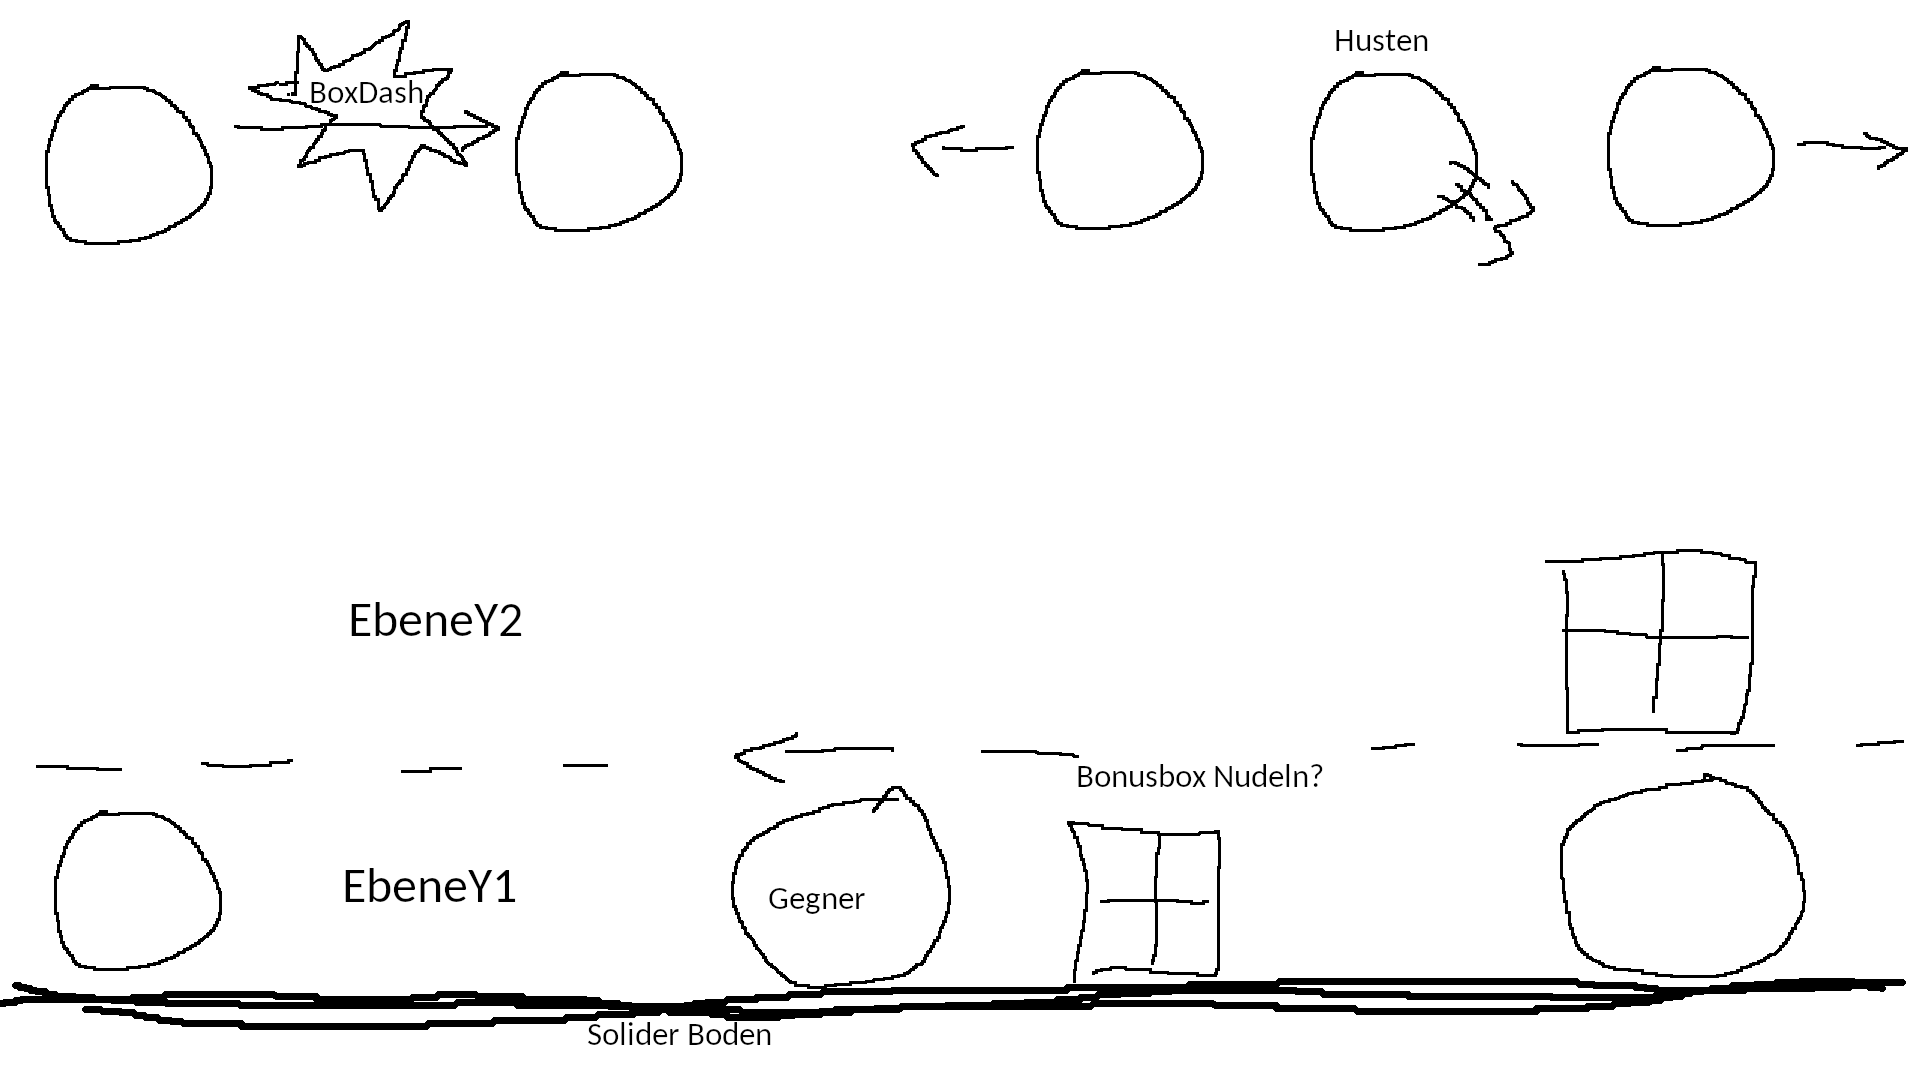 Husten
BoxDash
EbeneY2
Bonusbox Nudeln?
EbeneY1
Gegner
Solider Boden